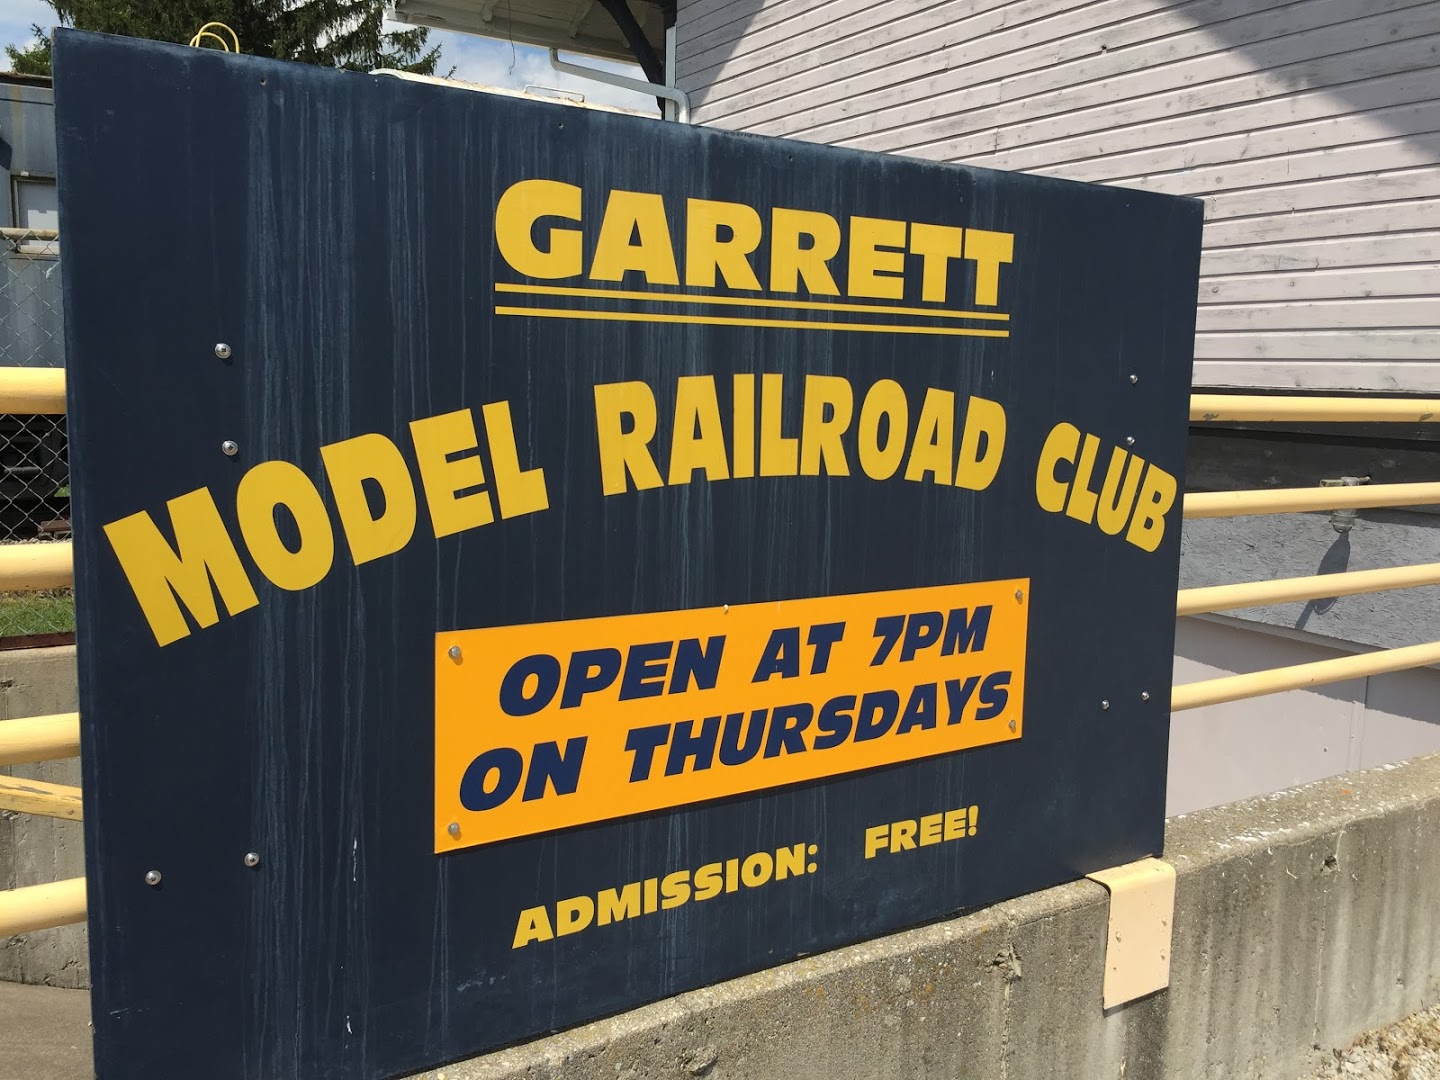 GARRETT
MODEL RAILROAD CLUB
OPEN AT 7PM
ON THURSDAYS
ADMISSION: FREE!